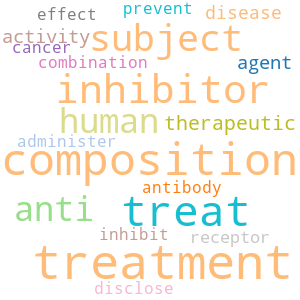 effect prevent disease
activity subject
cancer
combination agent
inhibitor
human therapeutic
administer
composition
antibody
anti treat
inhibit receptor
treatment
disclose